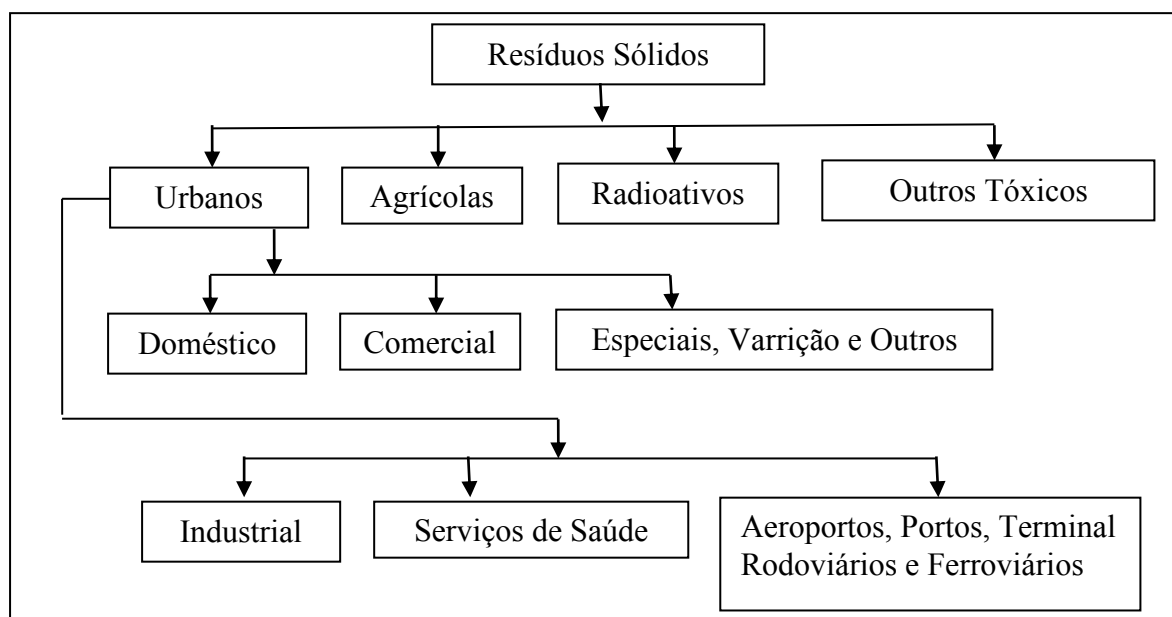 Resíduos Sólidos
Urbanos
Agrícolas
Radioativos
Outros Tóxicos
Doméstico
Comercial
Especiais, Varrição e Outros
Industrial
Serviços de Saúde
Aeroportos, Portos, Terminal
Rodoviários e Ferroviários